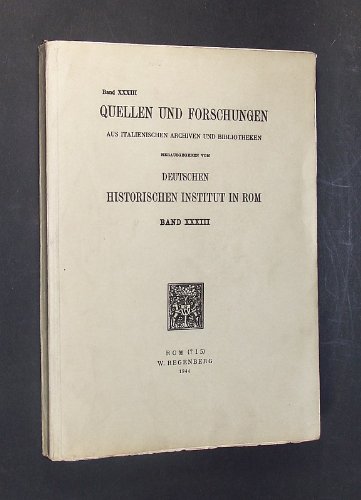 Band XXXIII
QUELLEN UND FORSCHUNGEN
AUS ITALIENISCHEN ARCHIVEN UND BIBLIOTHEKEN
HERAUSGEGEBEN VOM
DEUTSCHEN
HISTORISCHEN INSTITUT IN ROM
BAND XXXIII
ROM (715)
W. REGENBERG
1944